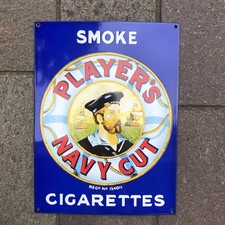 SMOKE
PLAYER'S
NAVY CUT
CIGARETTES